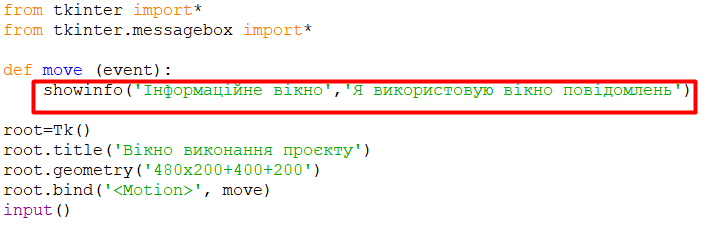 from tkinter import*
from tkinter.messagebox import*
def move (event):
showinfo('Інформаційне вікно','Я використовую вікно повідомлень')
root=Tk()
root.title('Вікно виконання проєкту')
root.geometry('480x200+400+200')
root.bind('<Motion>', move)
input()